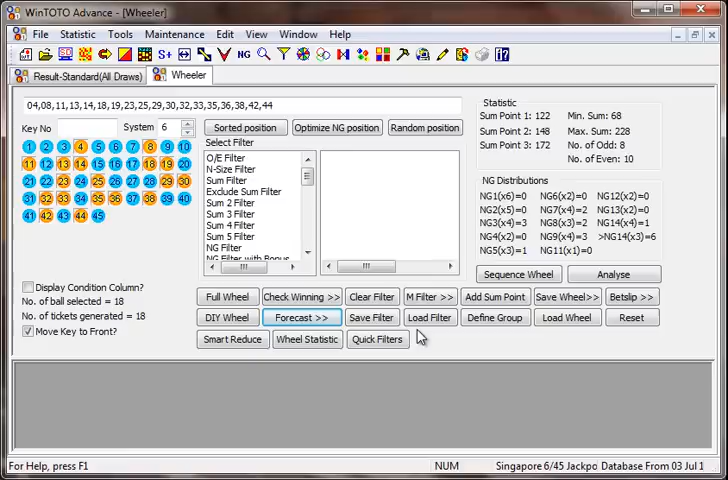 WinTOTO Advance - [Wheeler]
File Statistic Tools Maintenance Edit View Window Help
S+ NG
Result-Standard(All Draws) Wheeler
04,08,11,13,14,18,19,23,25,29,30,32,33,35,36,38,42,44
Key No System 6
Sorted position Optimize NG position Random position
Select Filter
1 2 3 4 5 6 7 8 9 10
11 12 13 14 15 16 17 18 19 20
21 22 23 24 25 26 27 28 29 30
31 32 33 34 35 36 37 38 39 40
41 42 43 44 45
O/E Filter
N-Size Filter
Sum Filter
Exclude Sum Filter
Sum 2 Filter
Sum 3 Filter
Sum 4 Filter
Sum 5 Filter
NG Filter
NG Filter with Bonus
Statistic
Sum Point 1: 122 Min. Sum: 68
Sum Point 2: 148 Max. Sum: 228
Sum Point 3: 172 No. of Odd: 8
No. of Even: 10
NG Distributions
NG1(x6)=0 NG6(x2)=0 NG12(x2)=0
NG2(x5)=0 NG7(x4)=2 NG13(x2)=0
NG3(x3)=4 NG8(x3)=0 NG14(x4)=1
NG4(x2)=0 NG9(x4)=3 >NG14(x3)=6
NG5(x3)=1 NG11(x1)=0
Sequence Wheel Analyse
Display Condition Column?
No. of ball selected = 18
No. of tickets generated = 18
Move Key to Front?
Full Wheel Check Winning >> Clear Filter M Filter >> Add Sum Point Save Wheel>> Betslip >>
DIY Wheel Forecast >> Save Filter Load Filter Define Group Load Wheel Reset
Smart Reduce Wheel Statistic Quick Filters
For Help, press F1 NUM Singapore 6/45 Jackpo Database From 03 Jul 1